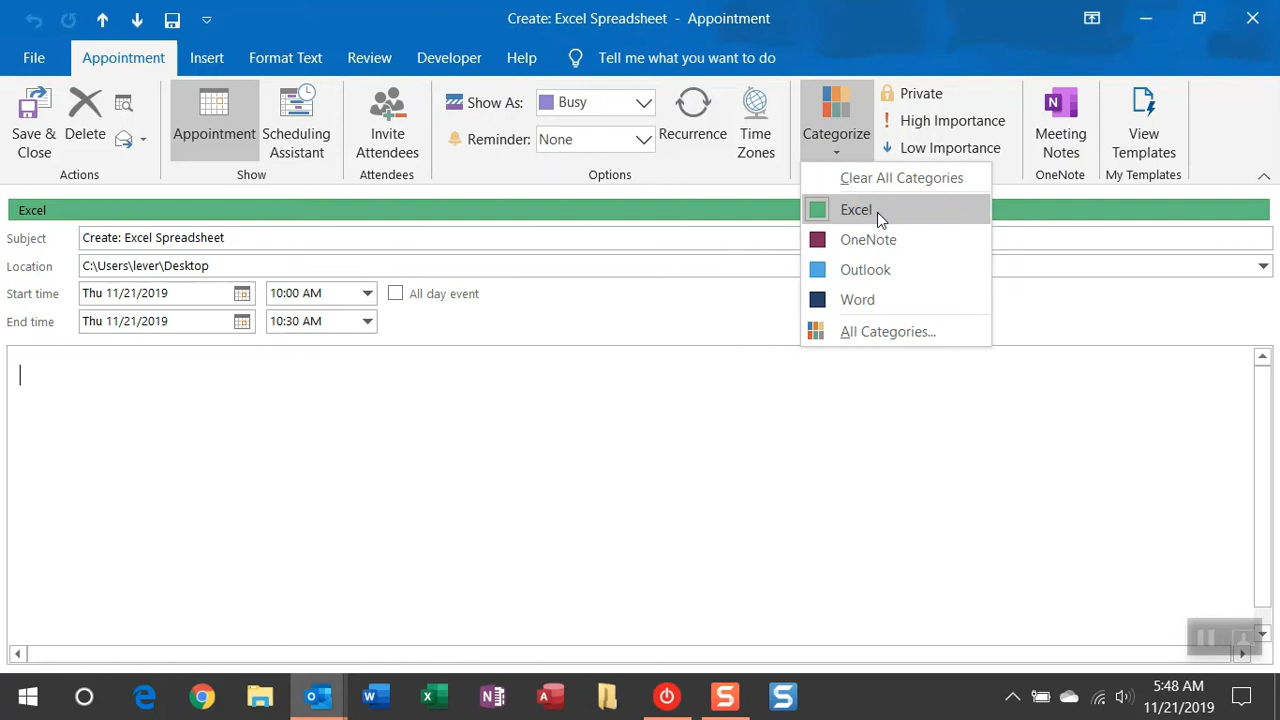 Create: Excel Spreadsheet - Appointment
File Appointment Insert Format Text Review Developer Help Tell me what you want to do
Save & Close
Delete
Actions
Appointment
Scheduling Assistant
Show
Invite Attendees
Attendees
Show As: Busy
Reminder: None
Recurrence
Time Zones
Options
Categorize
Private
High Importance
Low Importance
Meeting Notes
OneNote
View Templates
My Templates
Clear All Categories
Excel
OneNote
Outlook
Word
All Categories...
Excel
Subject Create: Excel Spreadsheet
Location C:\Users\lever\Desktop
Start time Thu 11/21/2019 10:00 AM All day event
End time Thu 11/21/2019 10:30 AM
5:48 AM
11/21/2019